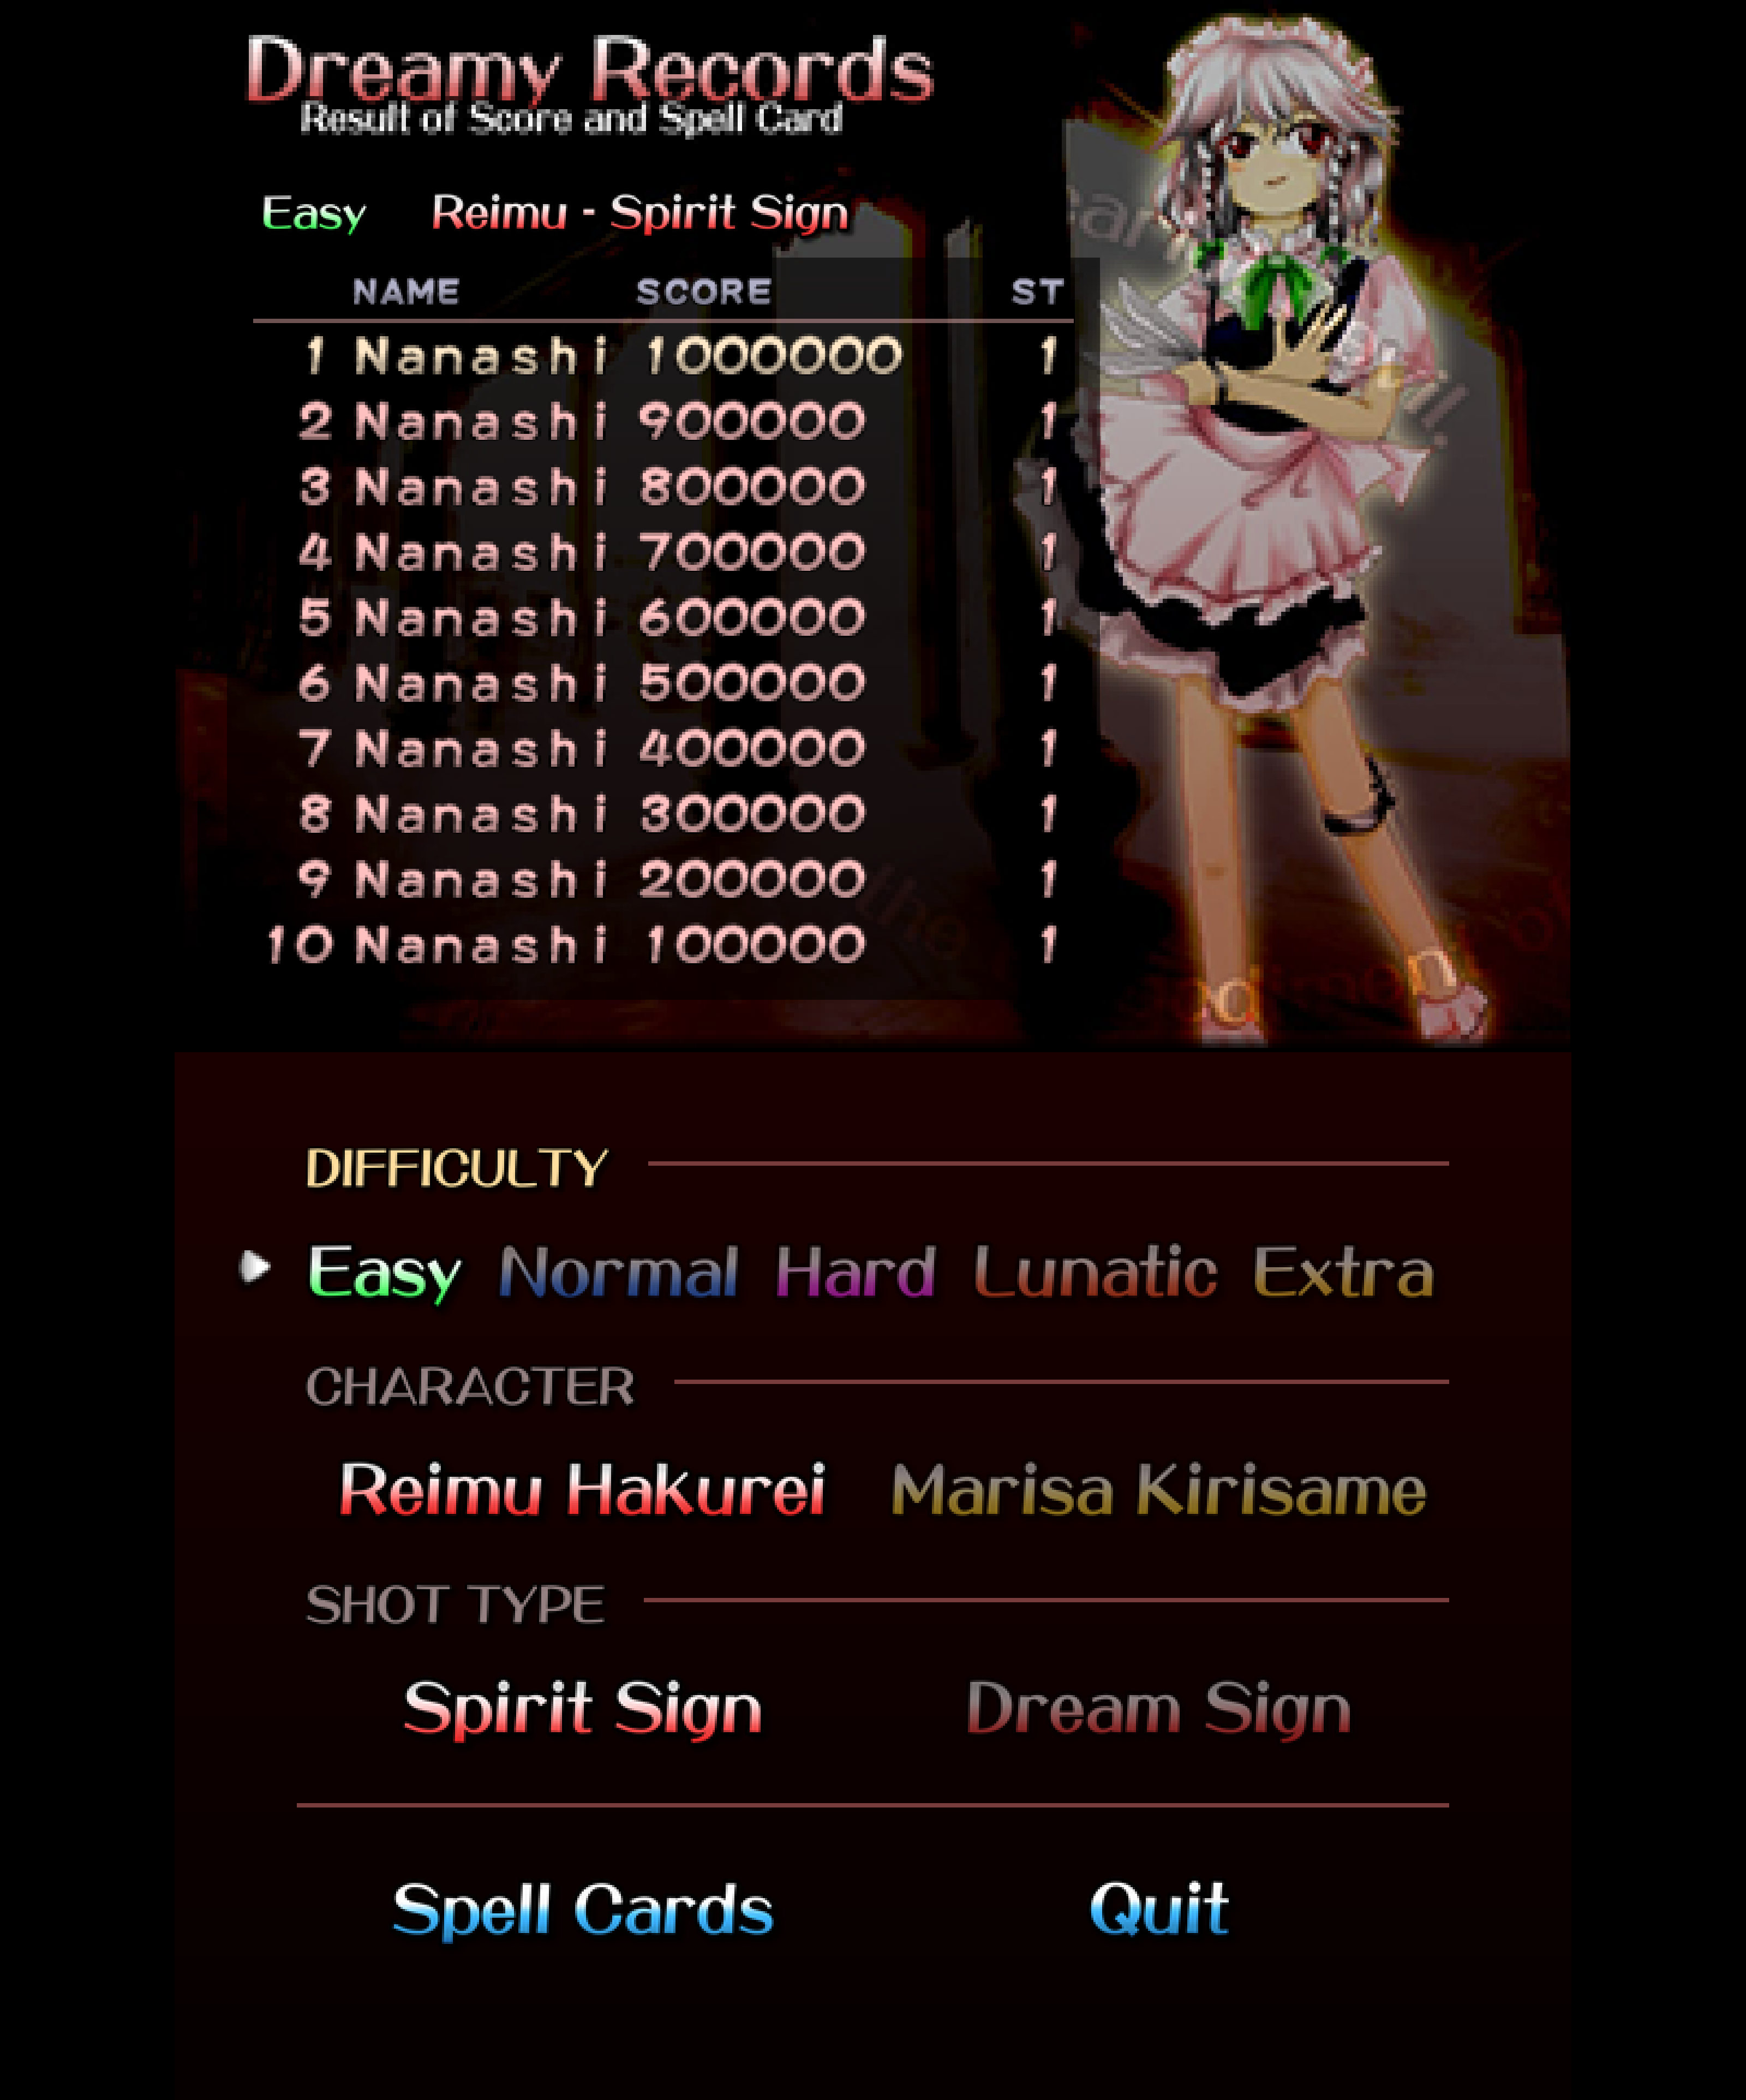 Dreamy Records
Result of Score and Spell Card
Easy Reimu - Spirit Sign
NAME SCORE ST
1 Nanashi 1000000 1
2 Nanashi 900000 1
3 Nanashi 800000 1
4 Nanashi 700000 1
5 Nanashi 600000 1
6 Nanashi 500000 1
7 Nanashi 400000 1
8 Nanashi 300000 1
9 Nanashi 200000 1
10 Nanashi 100000 1
the
DIFFICULTY
Easy Normal Hard Lunatic Extra
CHARACTER
Reimu Hakurei Marisa Kirisame
SHOT TYPE
Spirit Sign Dream Sign
Spell Cards Quit